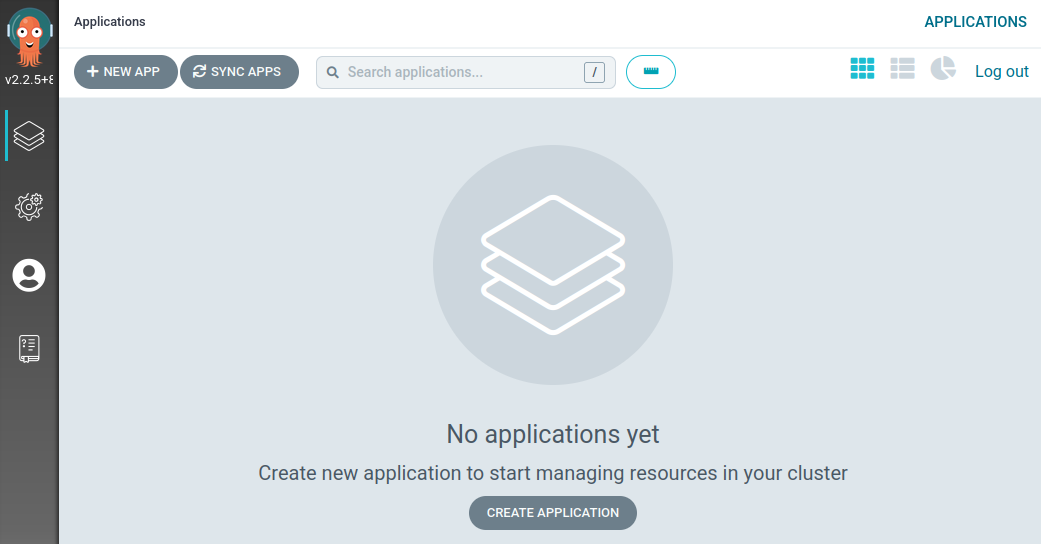 Applications
APPLICATIONS
v2.2.5+8
NEW APP
SYNC APPS
Search applications...
/
Log out
No applications yet
Create new application to start managing resources in your cluster
CREATE APPLICATION